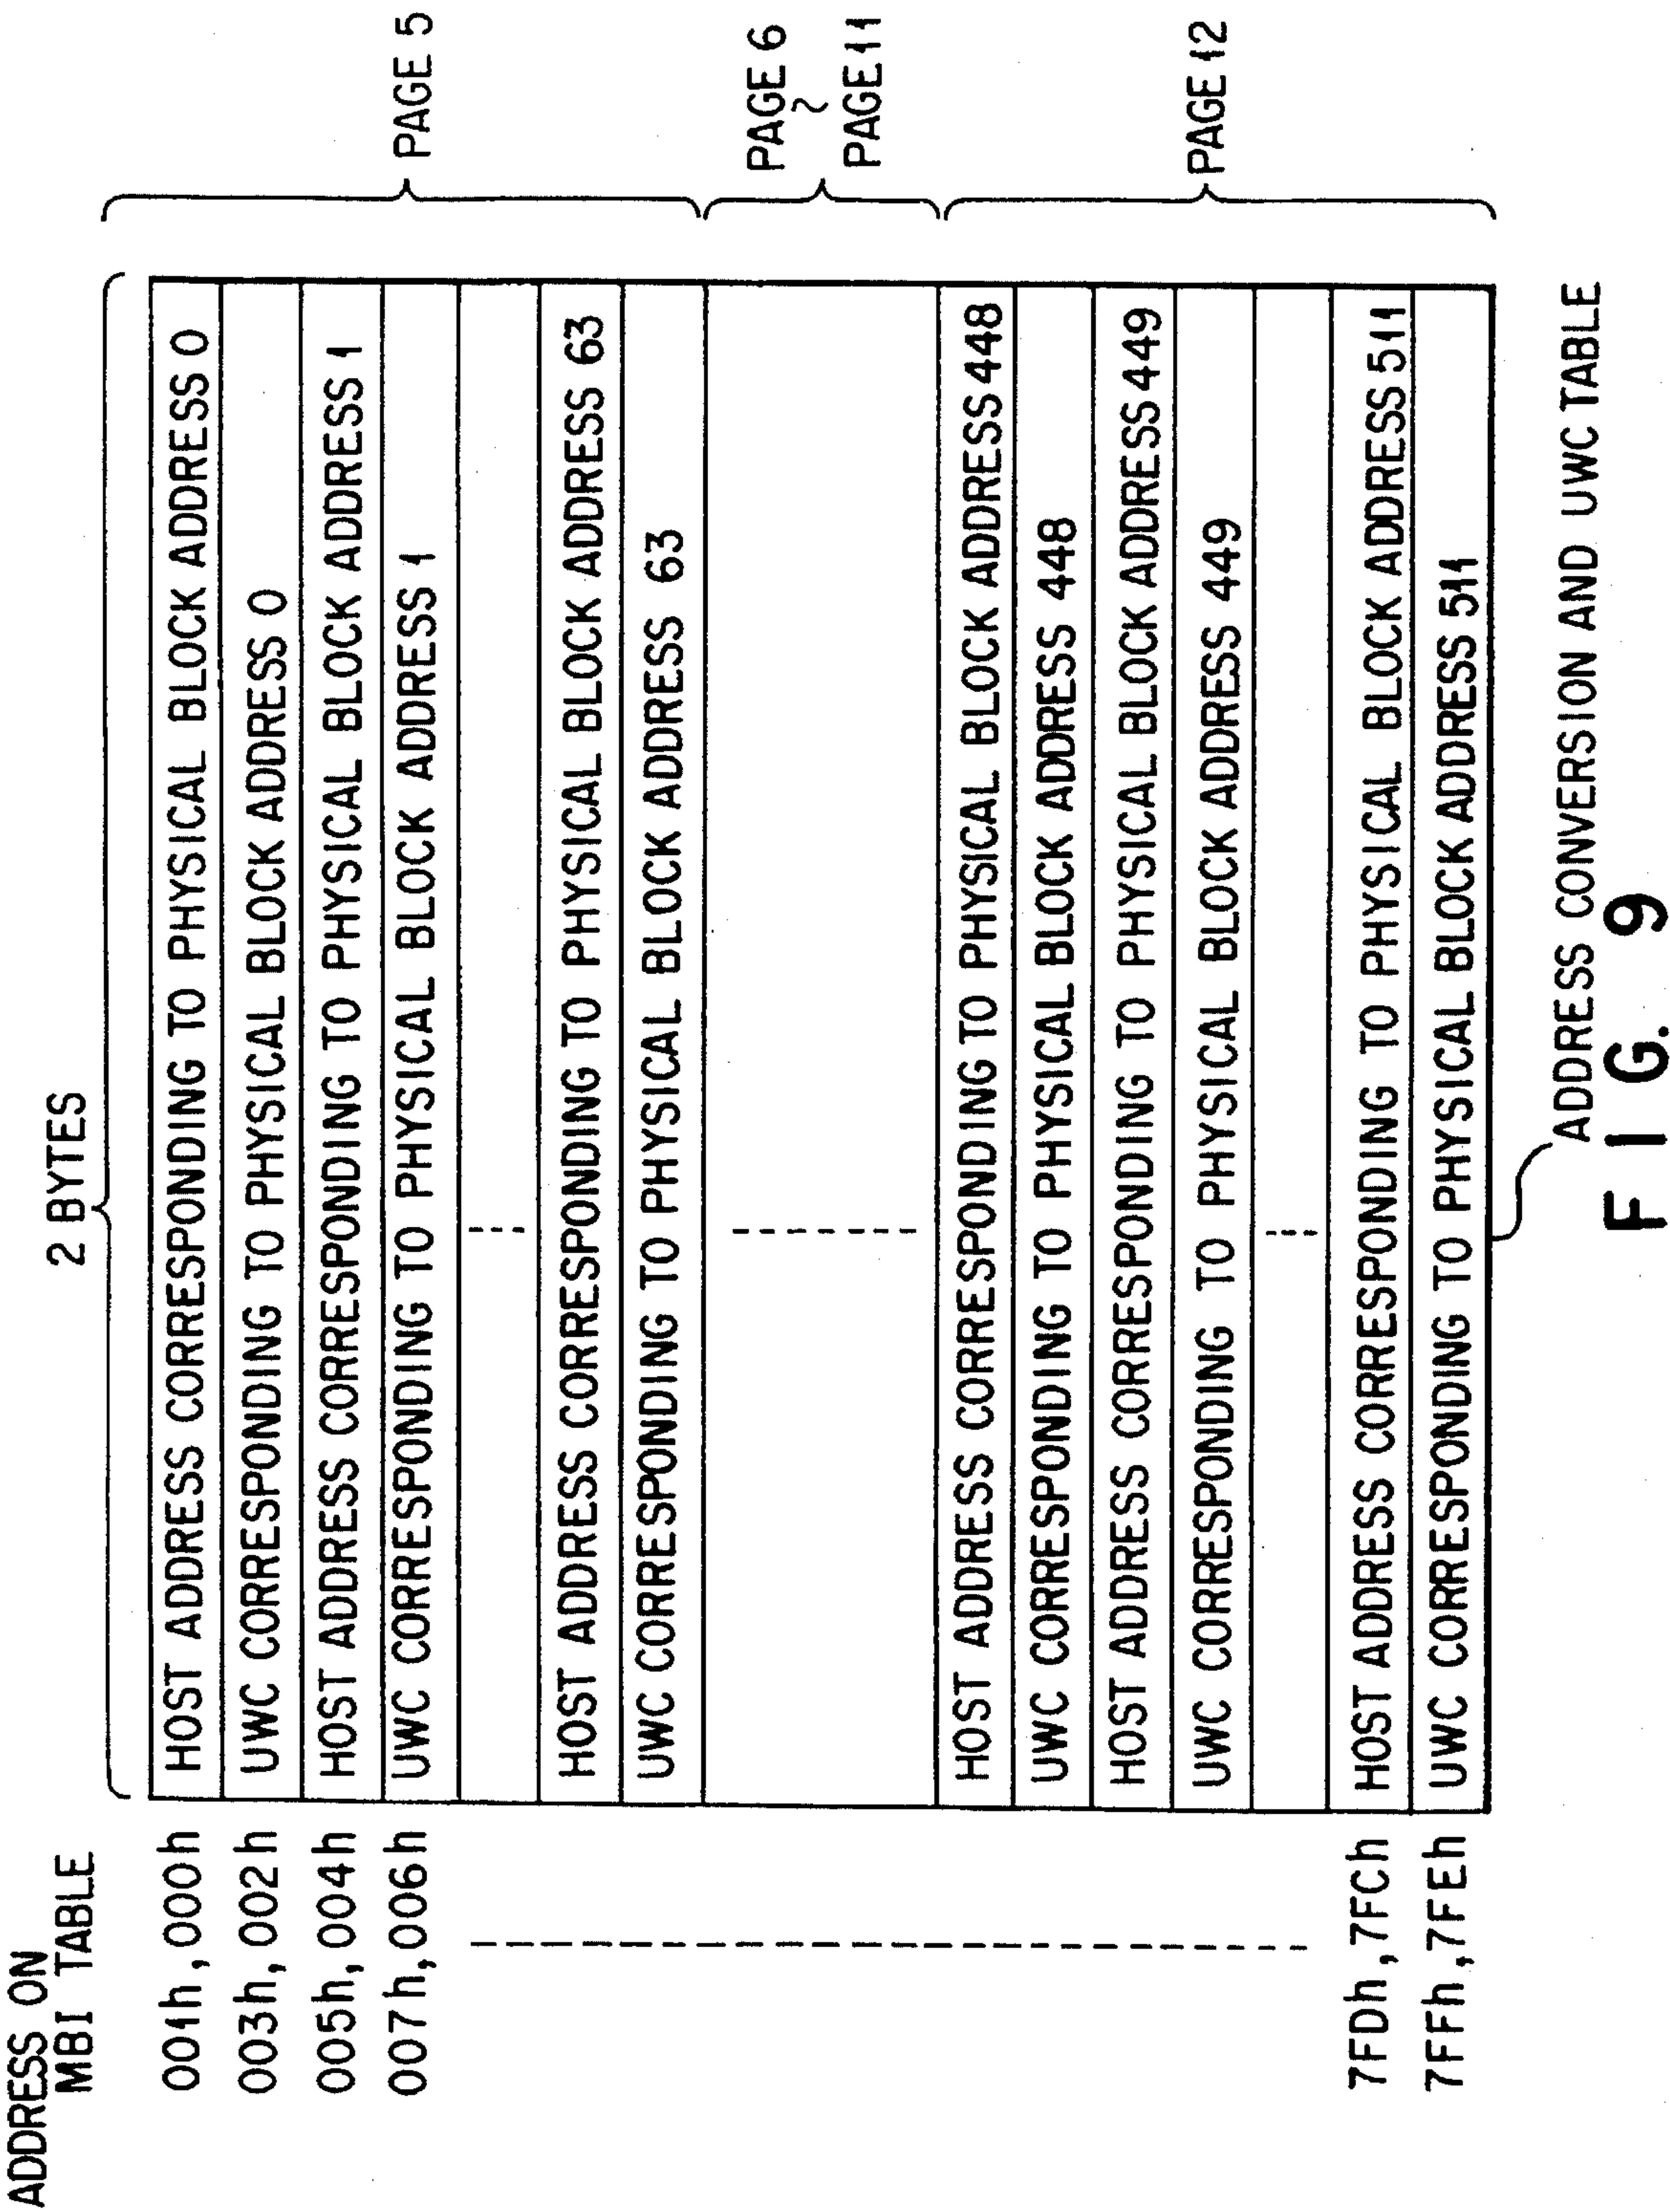 ADDRESS ON
MBI TABLE
2 BYTES
001h,000h HOST ADDRESS CORRESPONDING TO PHYSICAL BLOCK ADDRESS 0
003h,002h UWC CORRESPONDING TO PHYSICAL BLOCK ADDRESS 0
005h,004h HOST ADDRESS CORRESPONDING TO PHYSICAL BLOCK ADDRESS 1
007h,006h UWC CORRESPONDING TO PHYSICAL BLOCK ADDRESS 1
HOST ADDRESS CORRESPONDING TO PHYSICAL BLOCK ADDRESS 63
UWC CORRESPONDING TO PHYSICAL BLOCK ADDRESS 63
PAGE 5
PAGE 6
~
PAGE 11
HOST ADDRESS CORRESPONDING TO PHYSICAL BLOCK ADDRESS 448
UWC CORRESPONDING TO PHYSICAL BLOCK ADDRESS 448
HOST ADDRESS CORRESPONDING TO PHYSICAL BLOCK ADDRESS 449
UWC CORRESPONDING TO PHYSICAL BLOCK ADDRESS 449
7FDh,7FCh HOST ADDRESS CORRESPONDING TO PHYSICAL BLOCK ADDRESS 511
7FFh,7FEh UWC CORRESPONDING TO PHYSICAL BLOCK ADDRESS 511
PAGE 12
ADDRESS CONVERSION AND UWC TABLE
FIG. 9